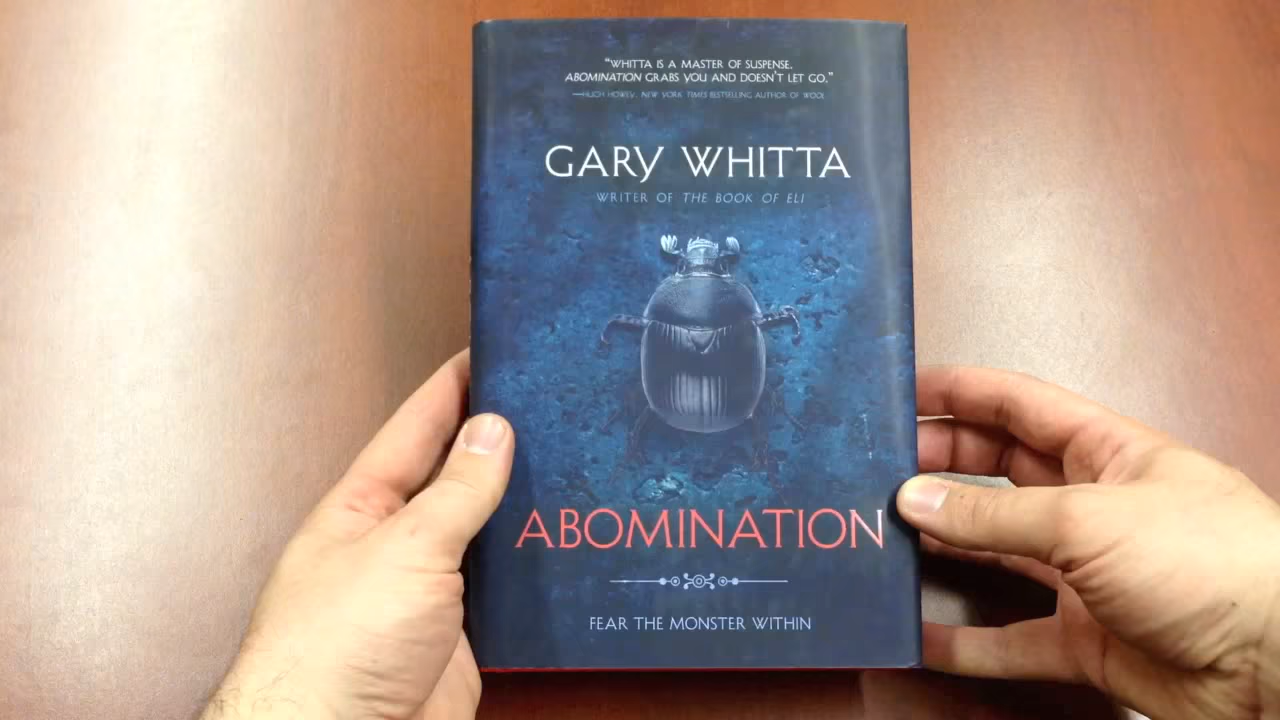 "WHITTA IS A MASTER OF SUSPENSE.
ABOMINATION GRABS YOU AND DOESN'T LET GO."
—HUGH HOWEY, NEW YORK TIMES BESTSELLING AUTHOR OF WOOL
GARY WHITTA
WRITER OF THE BOOK OF ELI
ABOMINATION
FEAR THE MONSTER WITHIN